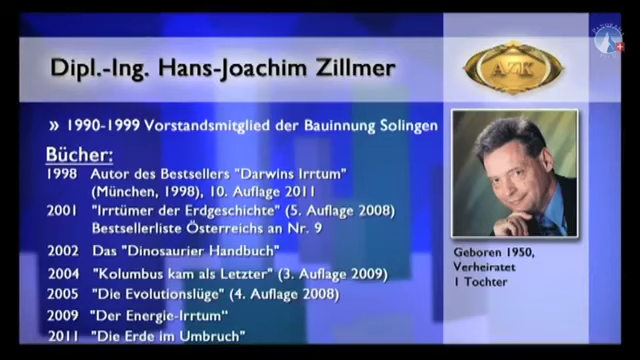 Dipl.-Ing. Hans-Joachim Zillmer
AZK
» 1990-1999 Vorstandsmitglied der Bauinnung Solingen
Bücher:
1998 Autor des Bestsellers "Darwins Irrtum"
(München, 1998), 10. Auflage 2011
2001 "Irrtümer der Erdgeschichte" (5. Auflage 2008)
Bestsellerliste Österreichs an Nr. 9
2002 Das "Dinosaurier Handbuch"
2004 "Kolumbus kam als Letzter" (3. Auflage 2009)
2005 "Die Evolutionslüge" (4. Auflage 2008)
2009 "Der Energie-Irrtum"
2011 "Die Erde im Umbruch"
Geboren 1950,
Verheiratet
1 Tochter